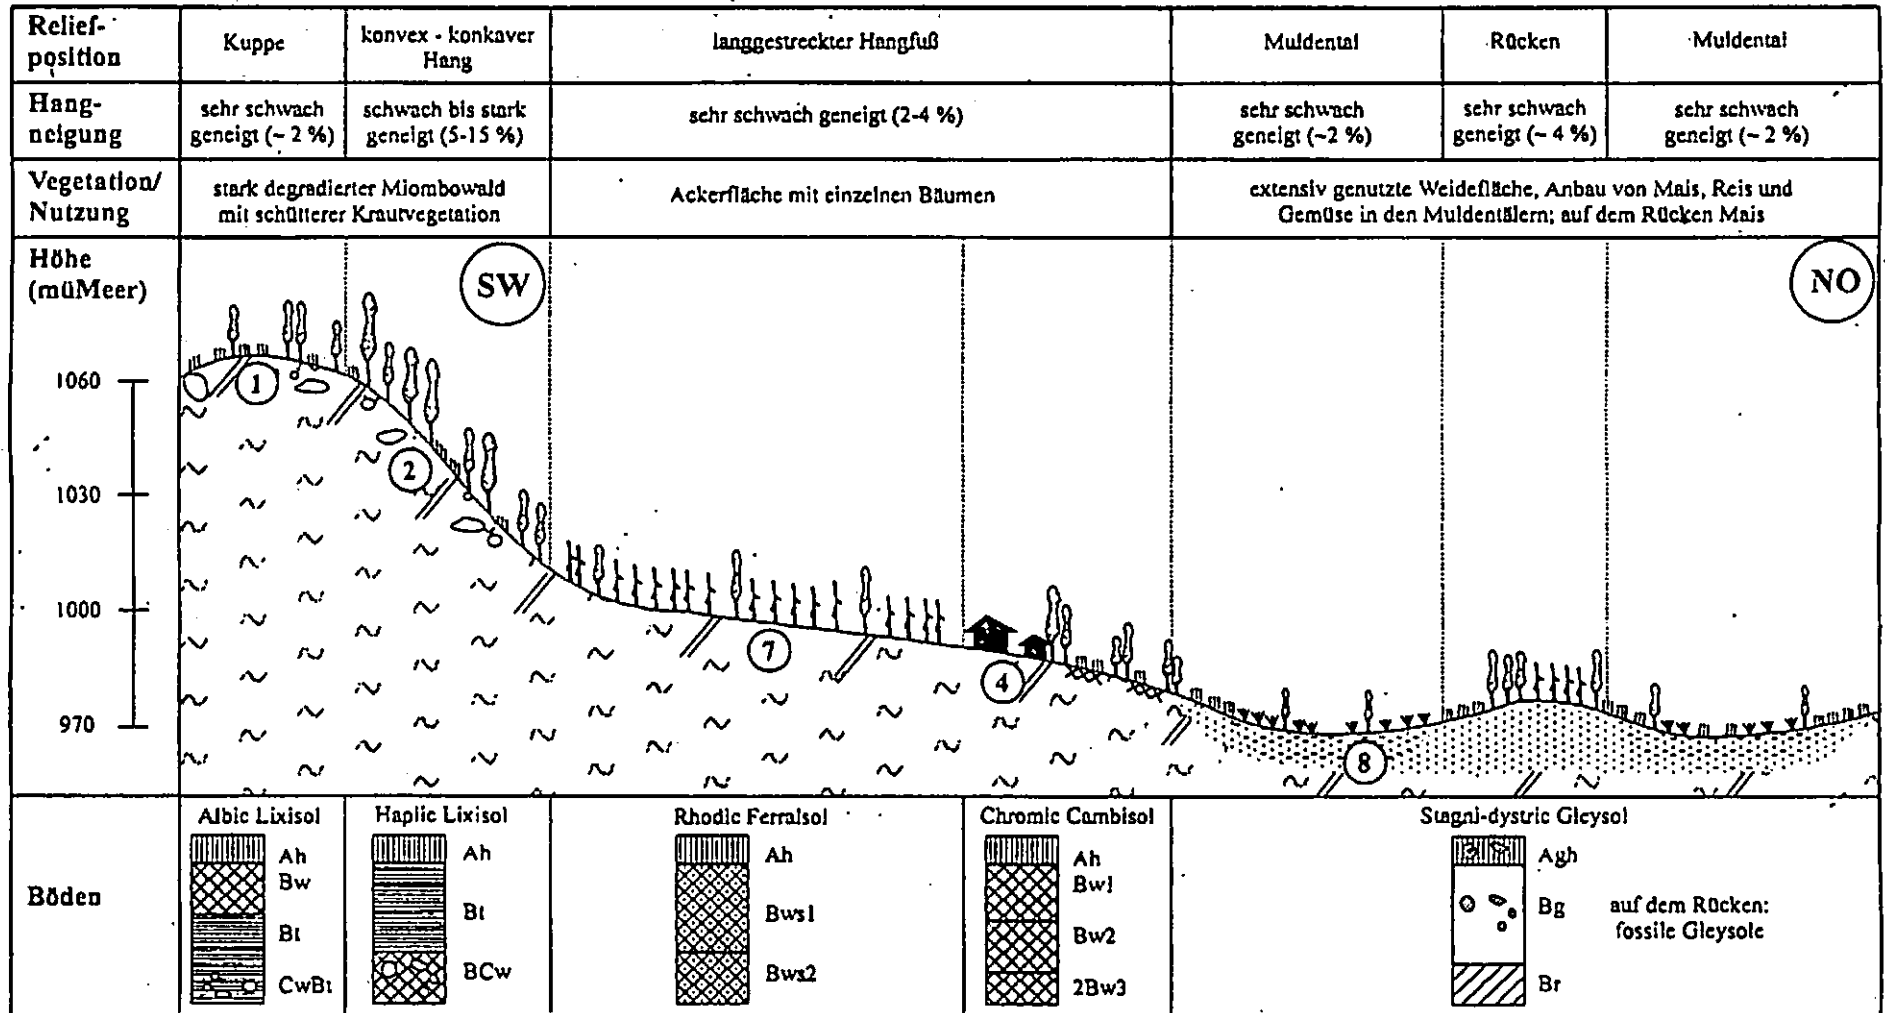 Relief-
position
Kuppe
konvex - konkaver
Hang
langgestreckter Hangfuß
Muldental
Rücken
Muldental
Hang-
neigung
sehr schwach
geneigt (~ 2 %)
schwach bis stark
geneigt (5-15 %)
sehr schwach geneigt (2-4 %)
sehr schwach
geneigt (~2 %)
sehr schwach
geneigt (~ 4 %)
sehr schwach
geneigt (~ 2 %)
Vegetation/
Nutzung
stark degradierter Miombowald
mit schütterer Krautvegetation
Ackerfläche mit einzelnen Bäumen
extensiv genutzte Weidefläche, Anbau von Mais, Reis und
Gemüse in den Muldentälern; auf dem Rücken Mais
Höhe
(müMeer)
SW
NO
1060
1030
1000
970
1
2
7
4
8
Böden
Albic Lixisol
Ah
Bw
Bt
CwBt
Haplic Lixisol
Ah
Bt
BCw
Rhodic Ferralsol
Ah
Bws1
Bws2
Chromic Cambisol
Ah
Bw1
Bw2
2Bw3
Stagni-dystric Gleysol
Agh
Bg
Br
auf dem Rücken:
fossile Gleysole